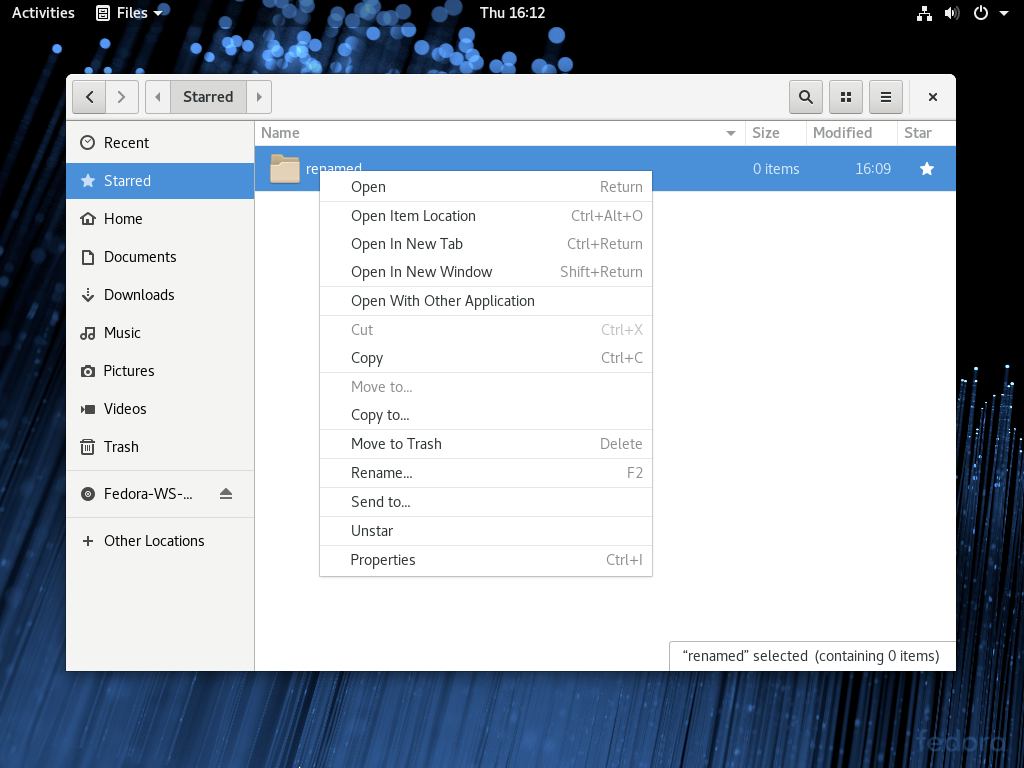 Activities Files Thu 16:12
Starred
Name Size Modified Star
Recent
Starred
Home
Documents
Downloads
Music
Pictures
Videos
Trash
Fedora-WS-...
Other Locations
renamed 0 items 16:09
Open Return
Open Item Location Ctrl+Alt+O
Open In New Tab Ctrl+Return
Open In New Window Shift+Return
Open With Other Application
Cut Ctrl+X
Copy Ctrl+C
Move to...
Copy to...
Move to Trash Delete
Rename... F2
Send to...
Unstar
Properties Ctrl+I
“renamed” selected (containing 0 items)
fedora